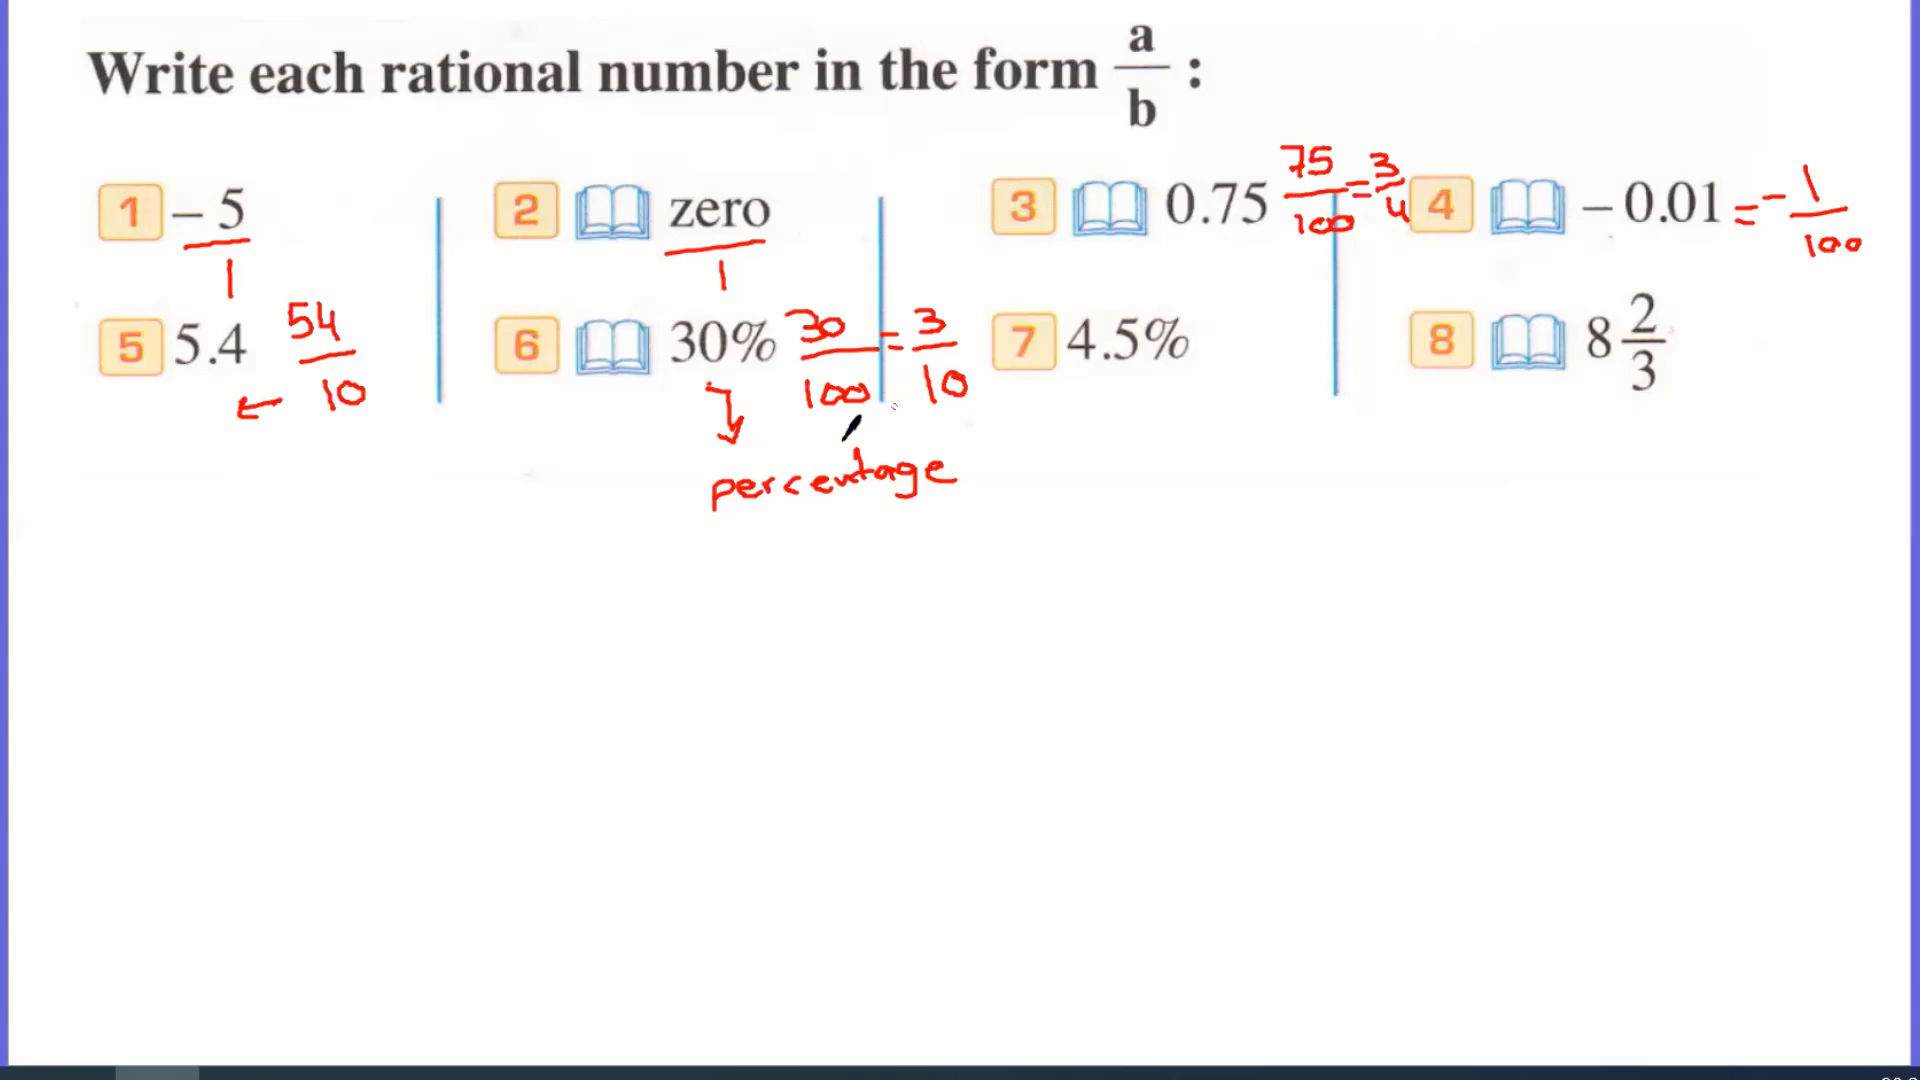 Write each rational number in the form a/b :
1 – 5/1
2 zero/1
3 0.75 75/100 = 3/4
4 – 0.01 = - 1/100
5 5.4 54/10 ←
6 30% 30/100 = 3/10
7 4.5%
8 8 2/3
percentage